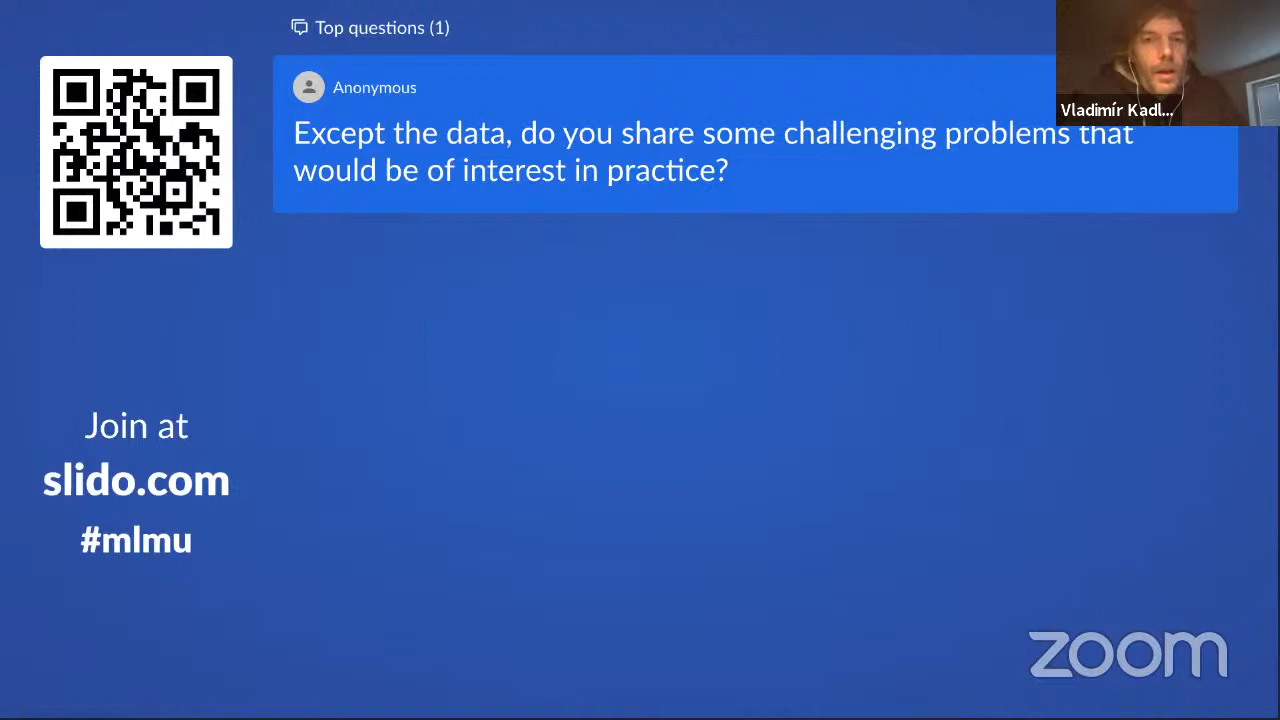 Top questions (1)
Anonymous
Except the data, do you share some challenging problems that
would be of interest in practice?
Vladimír Kadl...
Join at
slido.com
#mlmu
zoom